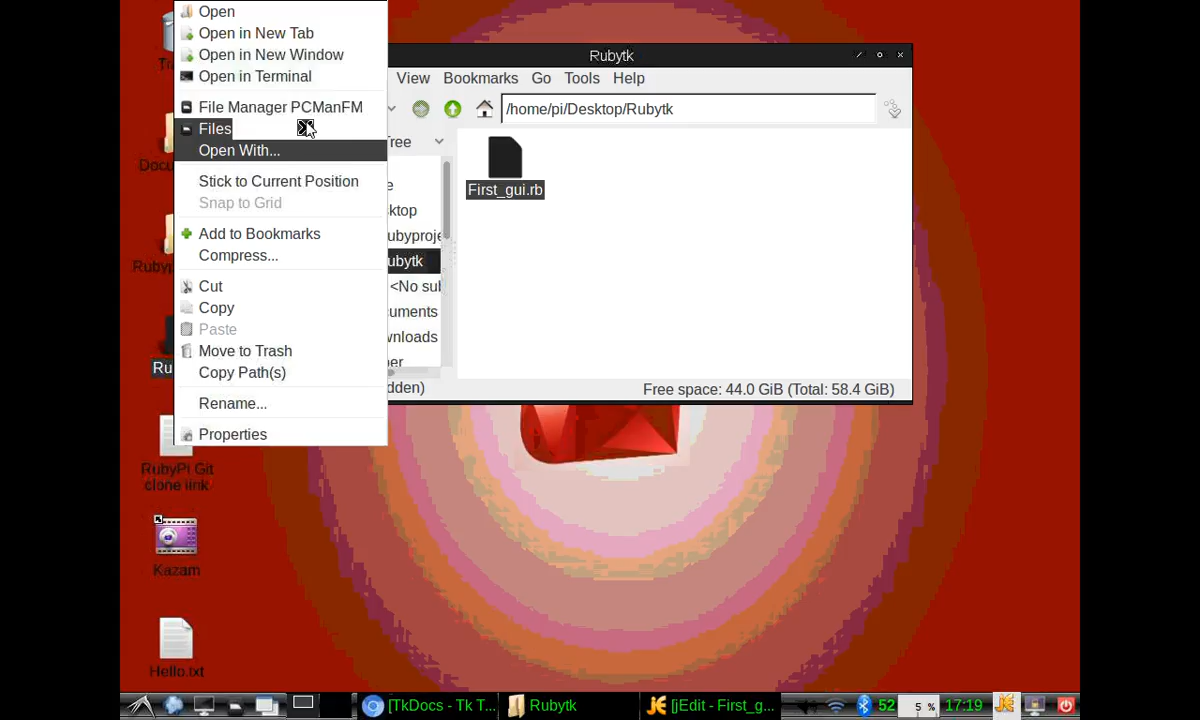 Open
Open in New Tab
Open in New Window
Open in Terminal
File Manager PCManFM
Files
Open With...
Stick to Current Position
Snap to Grid
Add to Bookmarks
Compress...
Cut
Copy
Paste
Move to Trash
Copy Path(s)
Rename...
Properties
Rubytk
View Bookmarks Go Tools Help
/home/pi/Desktop/Rubytk
First_gui.rb
<No su
dden)
Free space: 44.0 GiB (Total: 58.4 GiB)
RubyPi Git
clone link
Kazam
Hello.txt
[TkDocs - Tk T...
Rubytk
[jEdit - First_g...
52
5 %
17:19